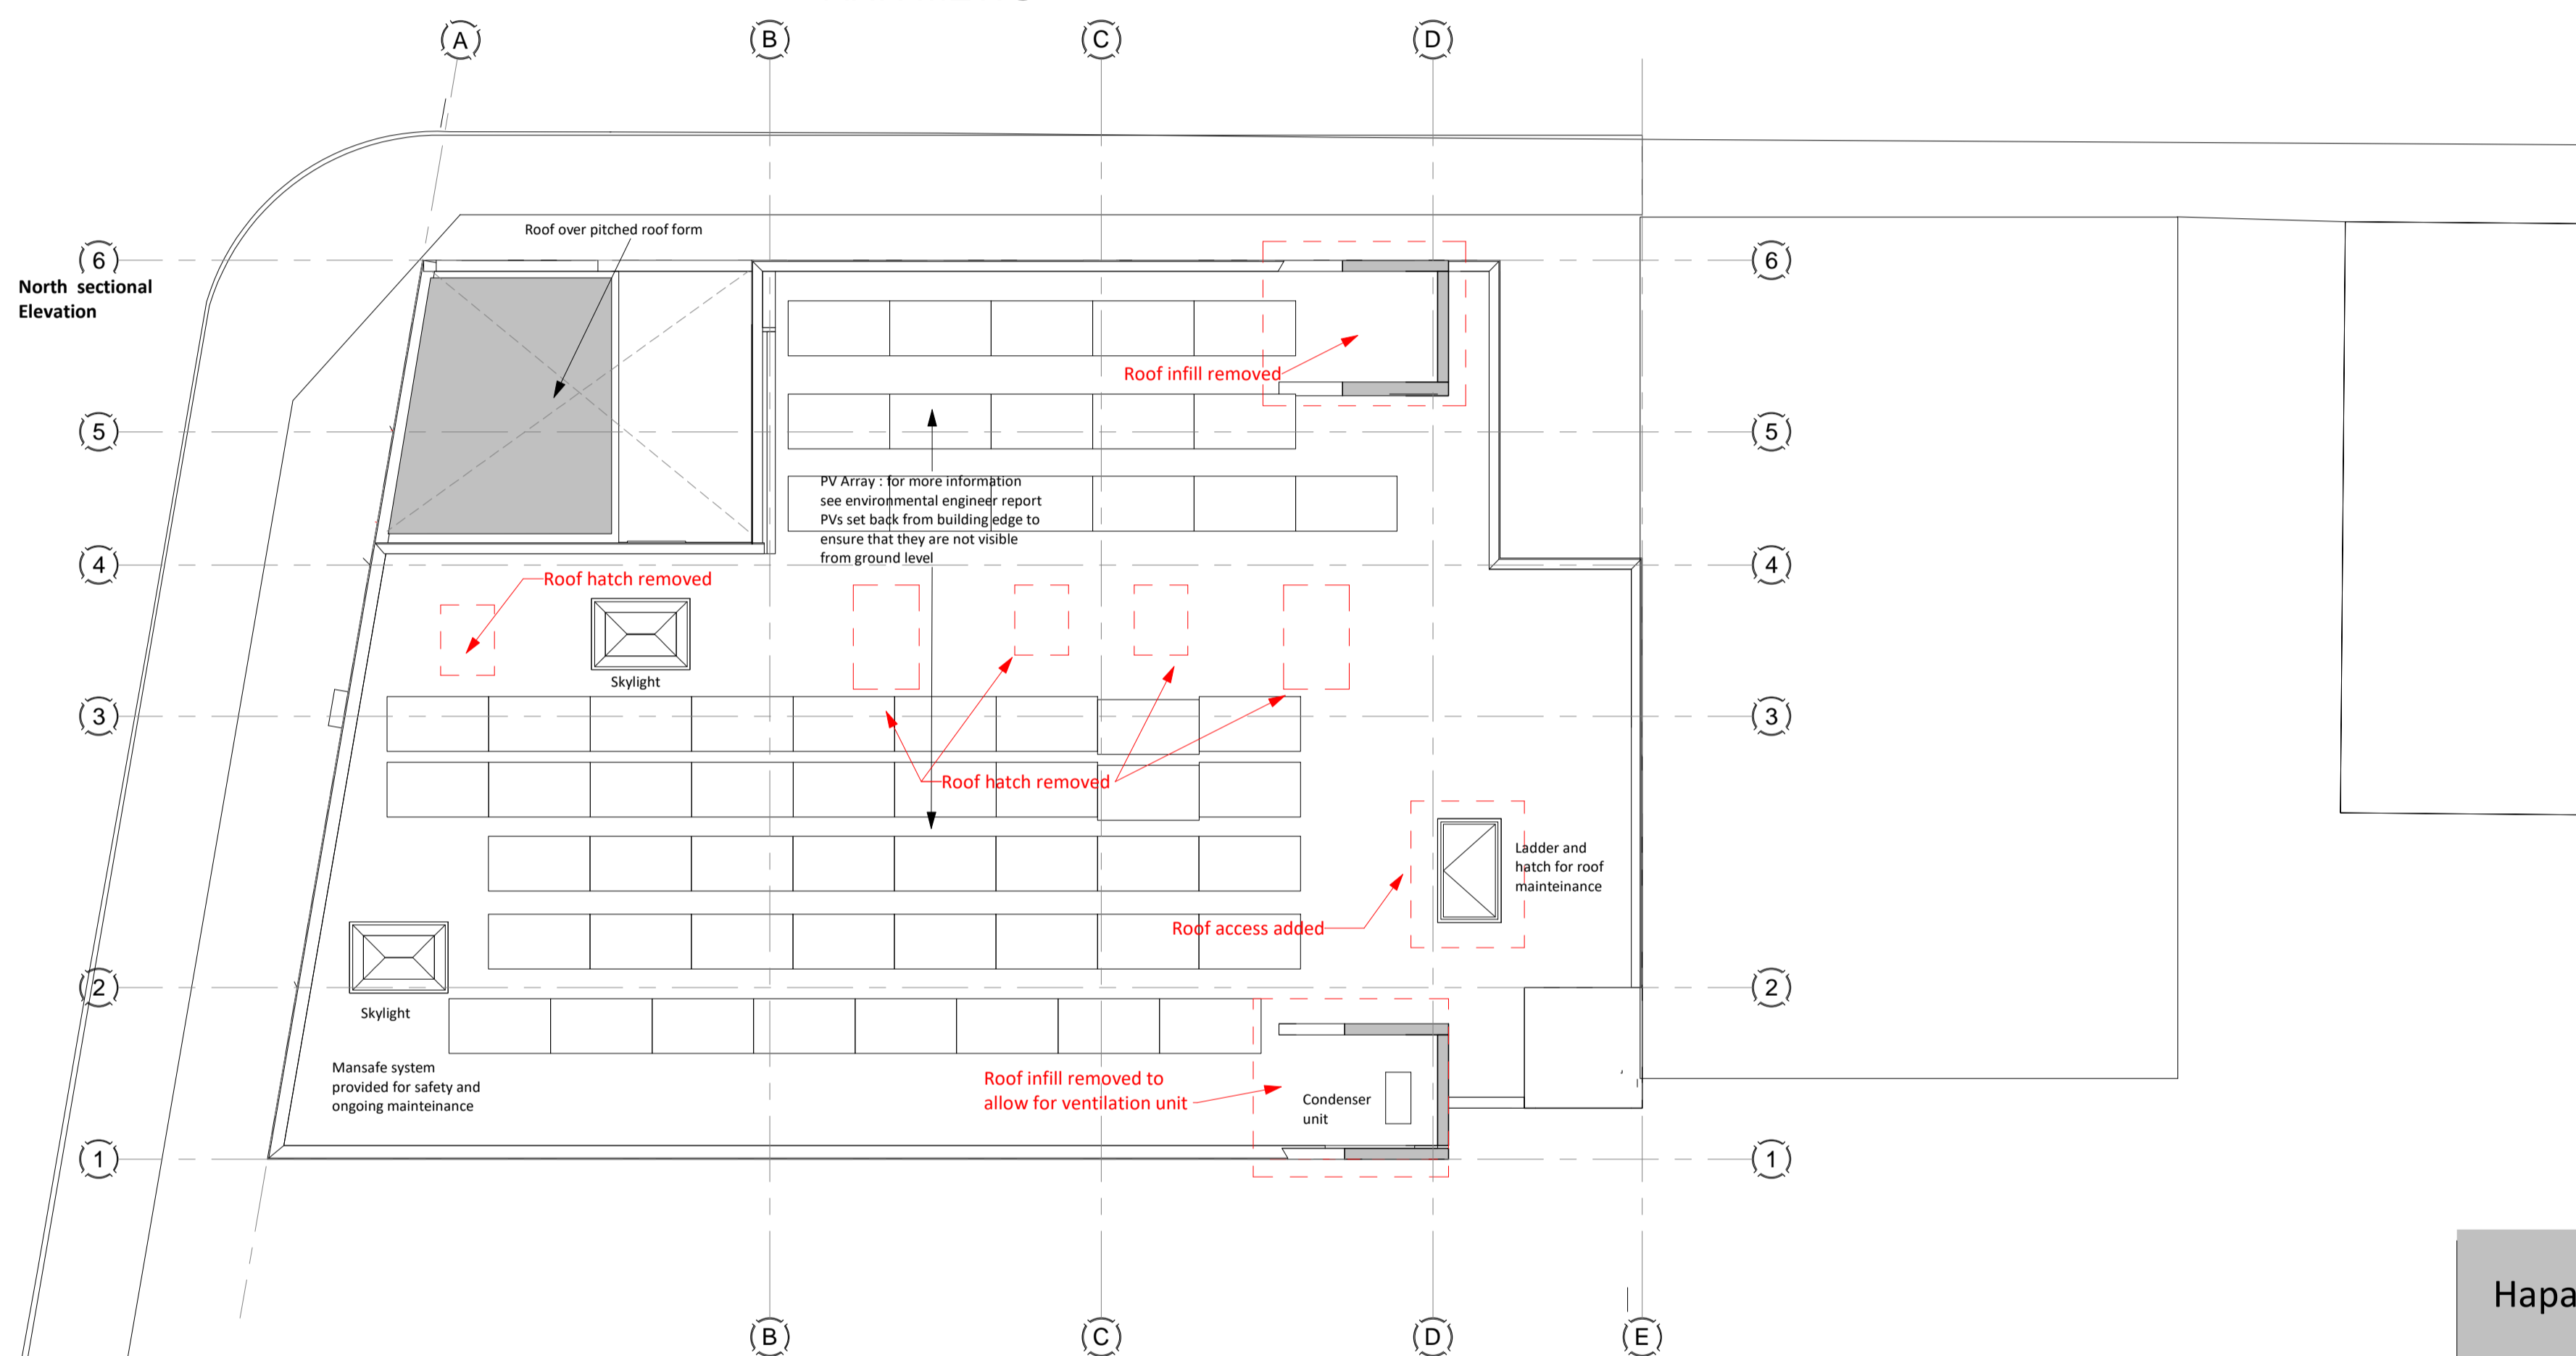 A
B
C
D
Roof over pitched roof form
6
6
North sectional
Elevation
Roof infill removed
5
5
PV Array : for more information
see environmental engineer report
PVs set back from building edge to
ensure that they are not visible
from ground level
4
4
Roof hatch removed
Skylight
3
3
Roof hatch removed
Ladder and
hatch for roof
mainteinance
Roof access added
2
2
Skylight
Mansafe system
provided for safety and
ongoing mainteinance
Roof infill removed to
allow for ventilation unit
Condenser
unit
1
1
Hapa
B
C
D
E